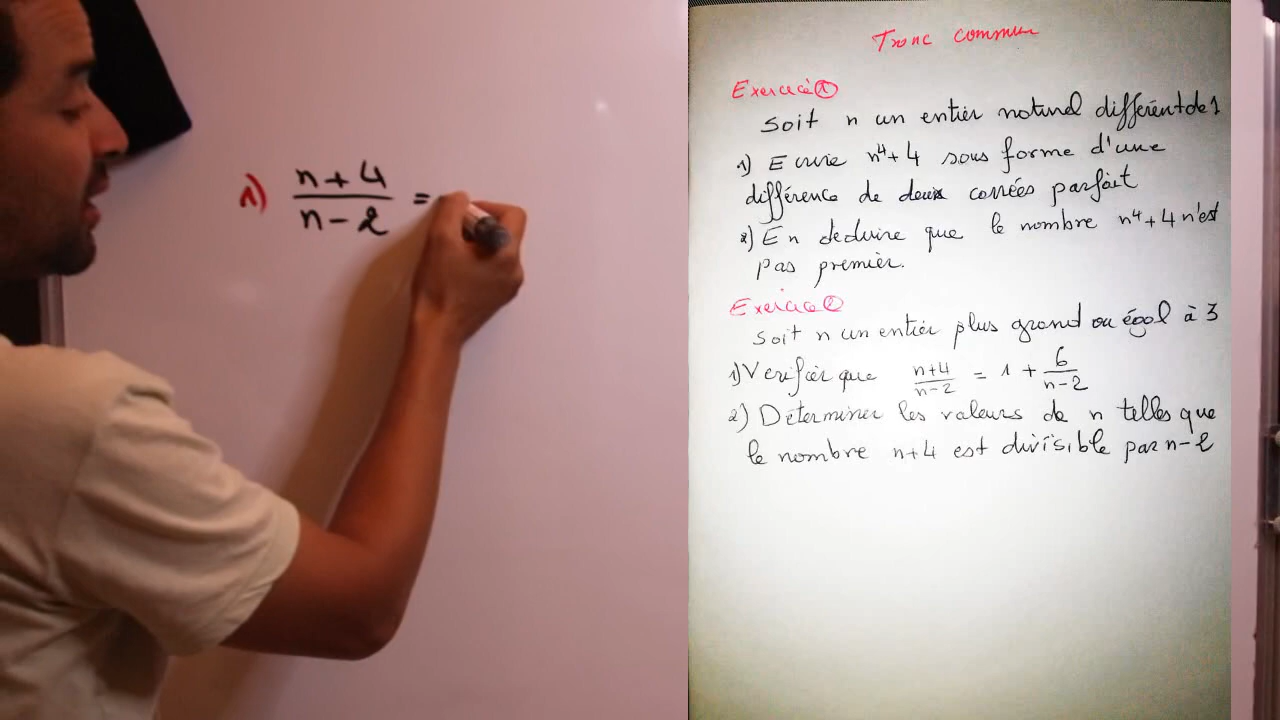 1) n+4 / n-2 =
Tronc commun
Exercice ①
Soit n un entier naturel différent de 1
1) Ecrire n⁴+4 sous forme d'une
différence de deux carrées parfait
2) En déduire que le nombre n⁴+4 n'est
pas premier.
Exercice ②
soit n un entier plus grand ou égal à 3
1) Verifier que n+4 / n-2 = 1 + 6 / n-2
2) Déterminer les valeurs de n telles que
le nombre n+4 est divisible par n-2